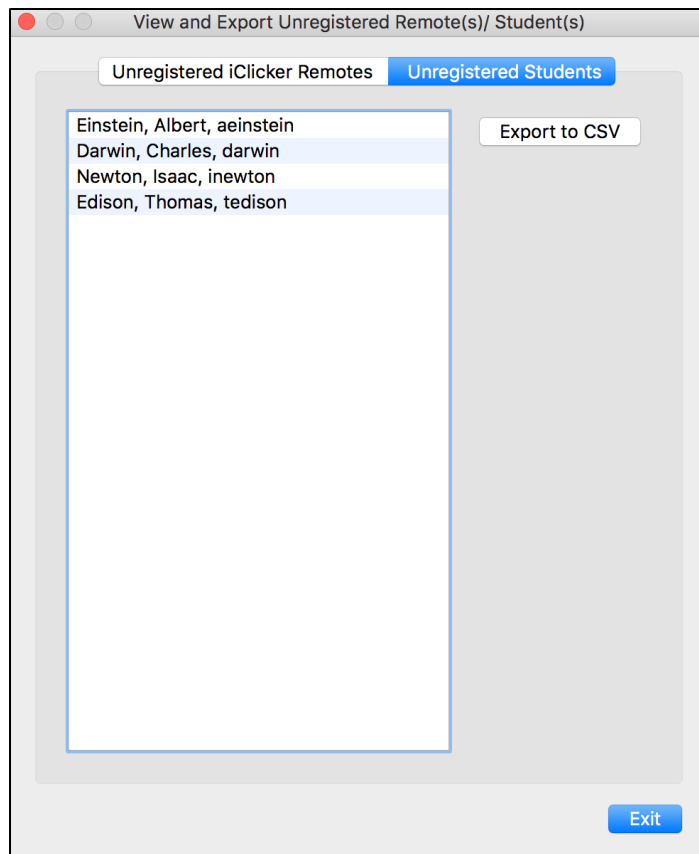 View and Export Unregistered Remote(s)/ Student(s)
Unregistered iClicker Remotes
Unregistered Students
Einstein, Albert, aeinstein
Darwin, Charles, darwin
Newton, Isaac, inewton
Edison, Thomas, tedison
Export to CSV
Exit